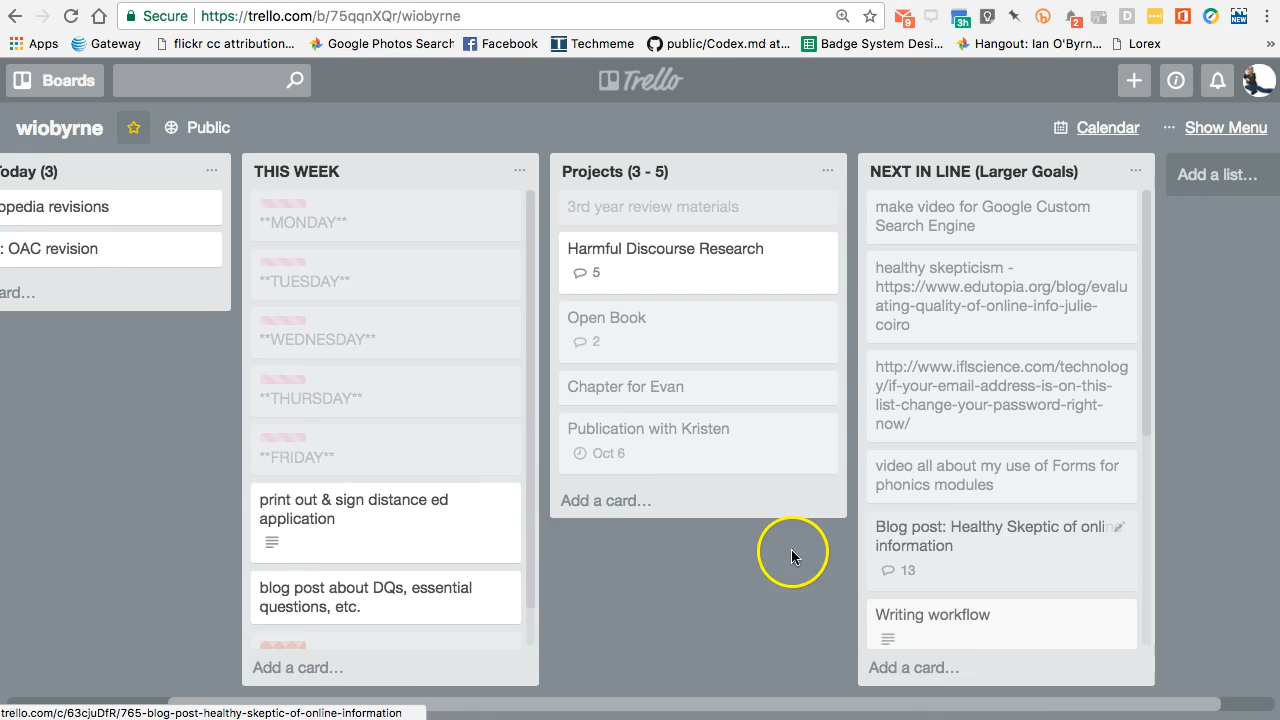 Secure https://trello.com/b/75qqnXQr/wiobyrne
9
3h
2
D
NEW
Apps Gateway flickr cc attribution... Google Photos Search Facebook Techmeme public/Codex.md at... Badge System Desi... Hangout: Ian O'Byrn... Lorex »
Boards
Trello
wiobyrne
Public
Calendar
Show Menu
Today (3)
opedia revisions
: OAC revision
ard...
THIS WEEK
**MONDAY**
**TUESDAY**
**WEDNESDAY**
**THURSDAY**
**FRIDAY**
print out & sign distance ed
application
blog post about DQs, essential
questions, etc.
Add a card...
Projects (3 - 5)
3rd year review materials
Harmful Discourse Research
5
Open Book
2
Chapter for Evan
Publication with Kristen
Oct 6
Add a card...
NEXT IN LINE (Larger Goals)
make video for Google Custom
Search Engine
healthy skepticism -
https://www.edutopia.org/blog/evalu
ating-quality-of-online-info-julie-
coiro
http://www.iflscience.com/technolog
y/if-your-email-address-is-on-this-
list-change-your-password-right-
now/
video all about my use of Forms for
phonics modules
Blog post: Healthy Skeptic of onlin
information
13
Writing workflow
Add a card...
Add a list...
trello.com/c/63cjuDfR/765-blog-post-healthy-skeptic-of-online-information